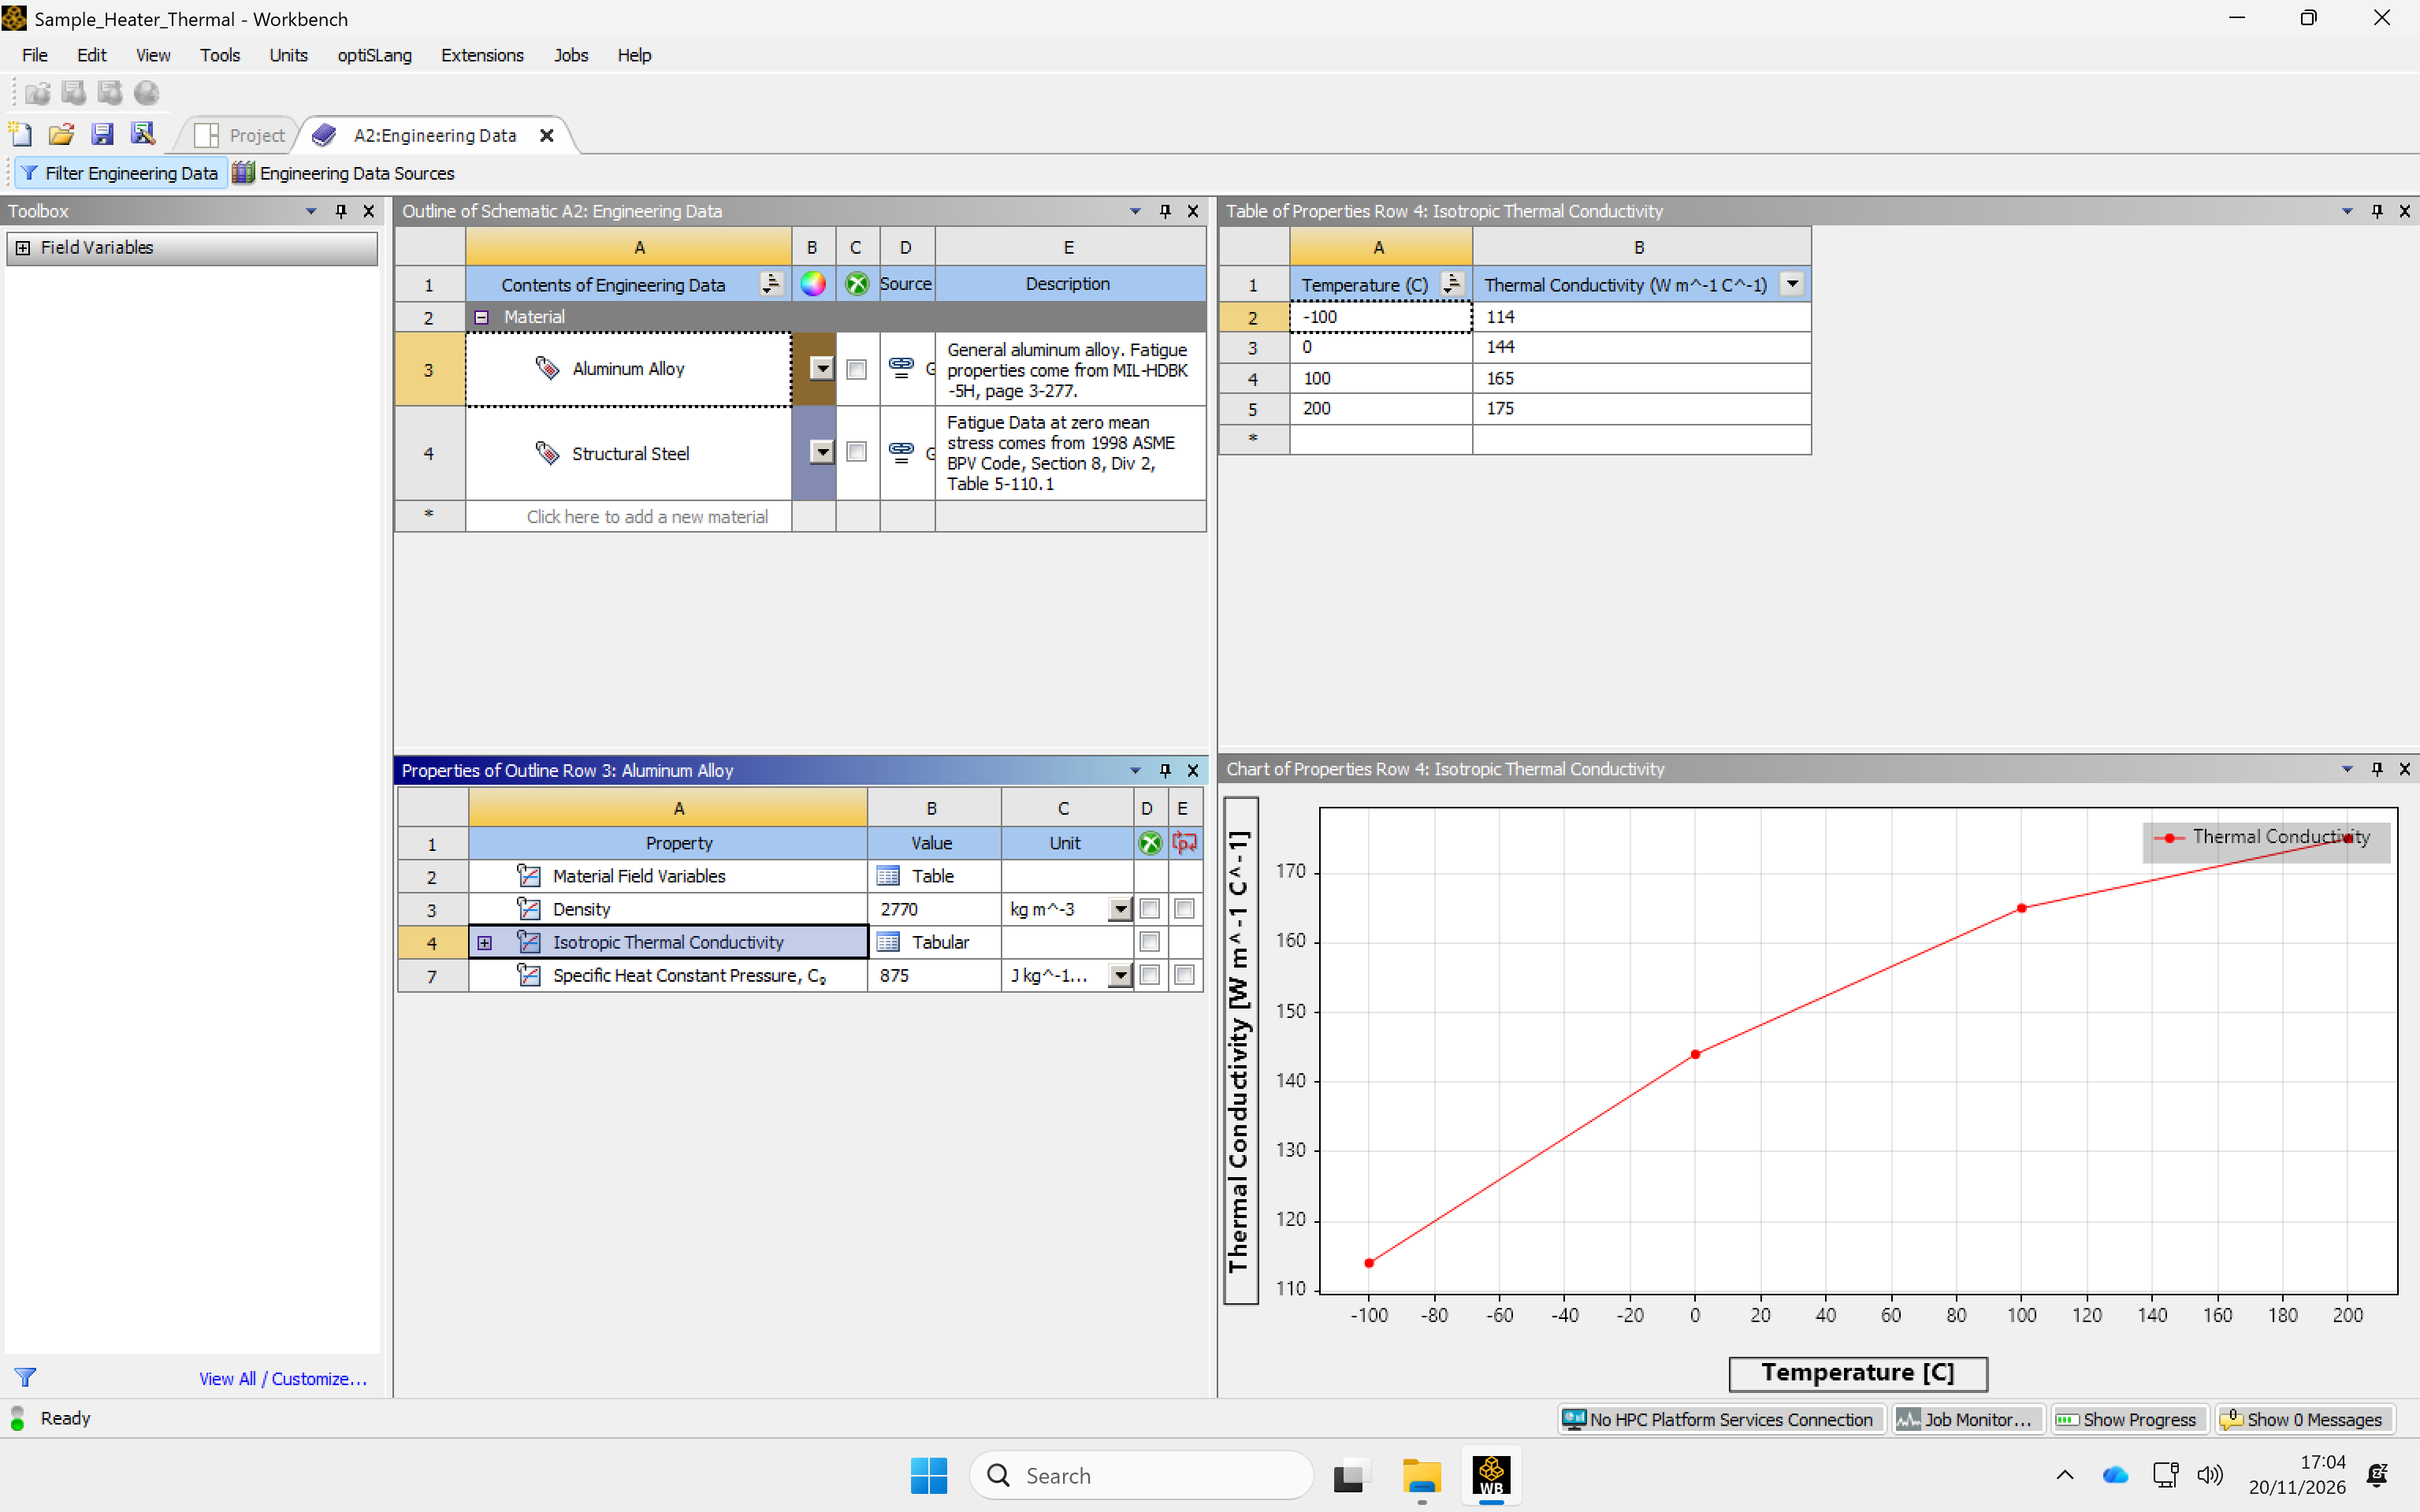 Sample_Heater_Thermal - Workbench
File Edit View Tools Units optiSLang Extensions Jobs Help
Project A2:Engineering Data
Filter Engineering Data Engineering Data Sources
Toolbox
Field Variables
View All / Customize...
Outline of Schematic A2: Engineering Data
A B C D E
1 Contents of Engineering Data Source Description
2 Material
3 Aluminum Alloy G General aluminum alloy. Fatigue
properties come from MIL-HDBK
-5H, page 3-277.
4 Structural Steel G Fatigue Data at zero mean
stress comes from 1998 ASME
BPV Code, Section 8, Div 2,
Table 5-110.1
* Click here to add a new material
Properties of Outline Row 3: Aluminum Alloy
A B C D E
1 Property Value Unit
2 Material Field Variables Table
3 Density 2770 kg m^-3
4 Isotropic Thermal Conductivity Tabular
7 Specific Heat Constant Pressure, Cₚ 875 J kg^-1...
Table of Properties Row 4: Isotropic Thermal Conductivity
A B
1 Temperature (C) Thermal Conductivity (W m^-1 C^-1)
2 -100 114
3 0 144
4 100 165
5 200 175
*
Chart of Properties Row 4: Isotropic Thermal Conductivity
Thermal Conductivity [W m^-1 C^-1]
Thermal Conductivity
170
160
150
140
130
120
110
-100 -80 -60 -40 -20 0 20 40 60 80 100 120 140 160 180 200
Temperature [C]
Ready No HPC Platform Services Connection Job Monitor... Show Progress 0 Show 0 Messages
Search WB 17:04
20/11/2026